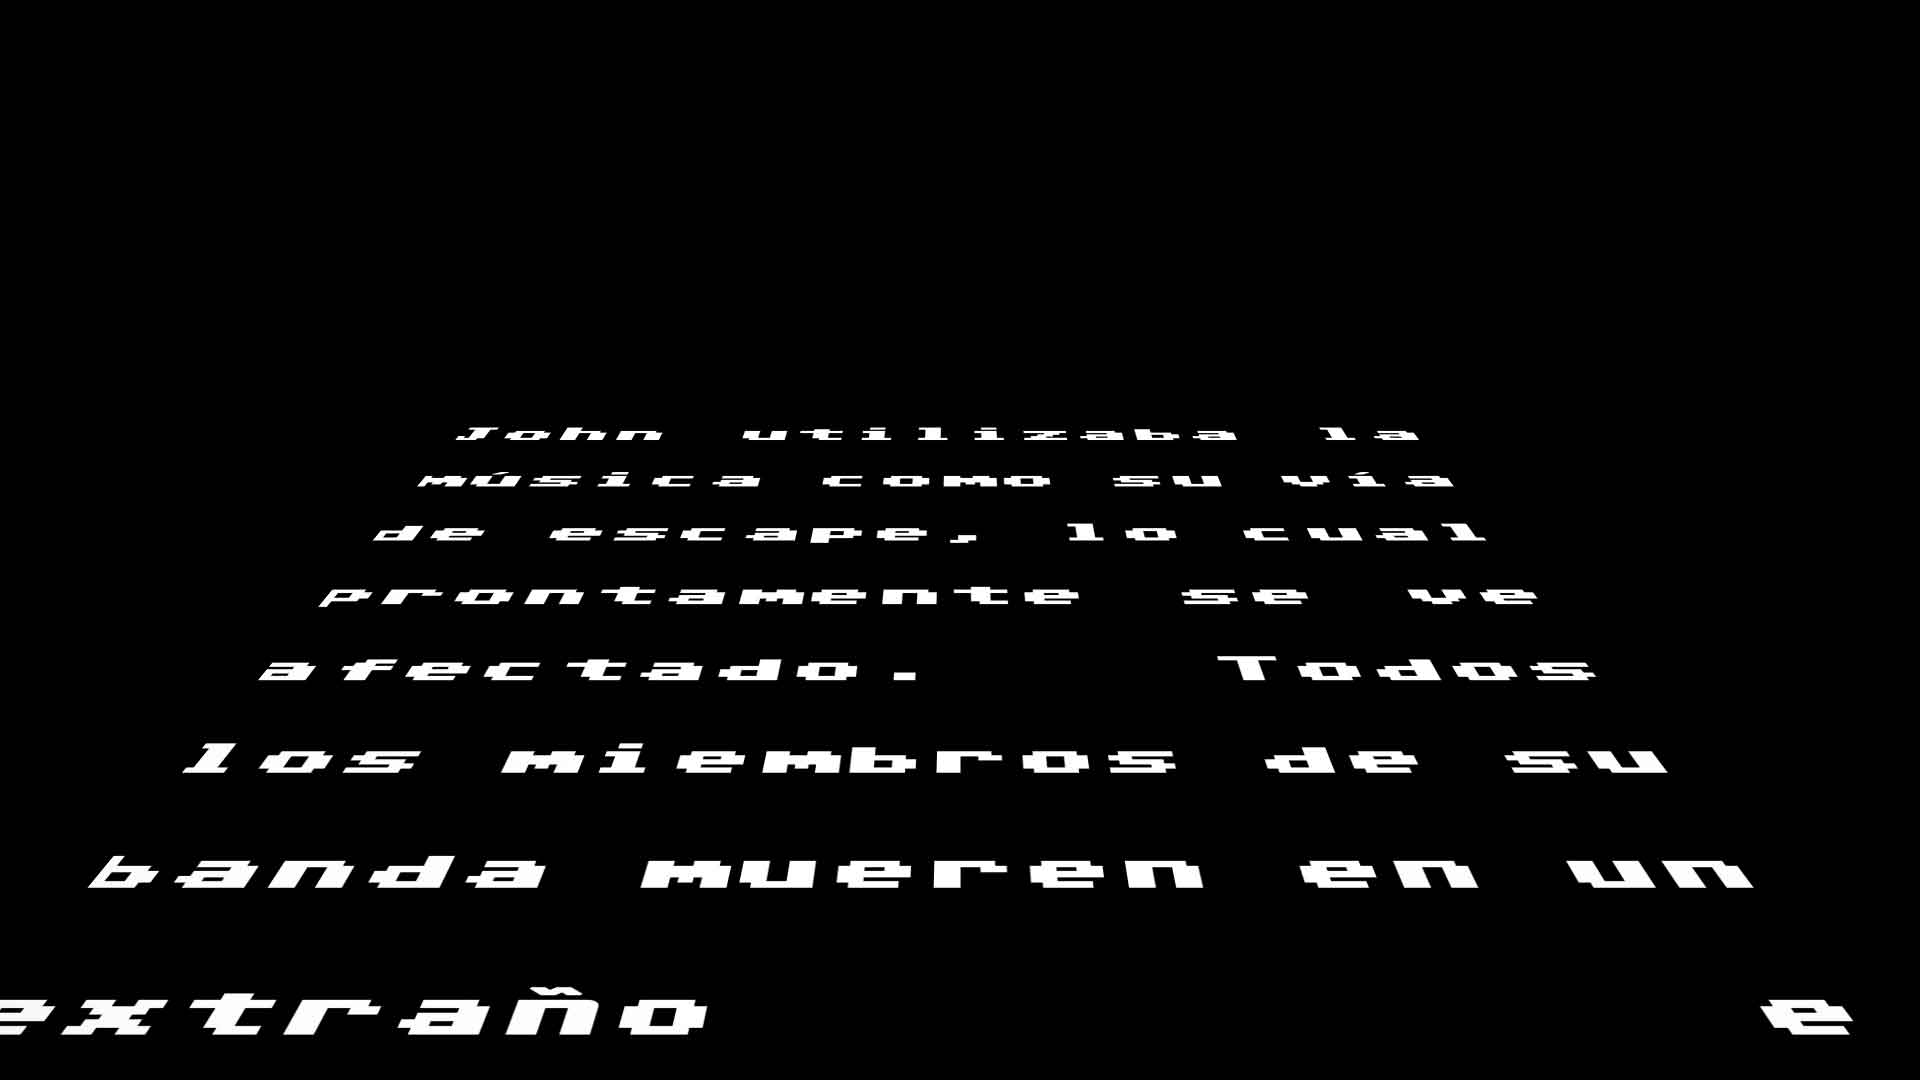 John utilizaba la
música como su vía
de escape, lo cual
prontamente se ve
afectado. Todos
los miembros de su
banda mueren en un
extraño e